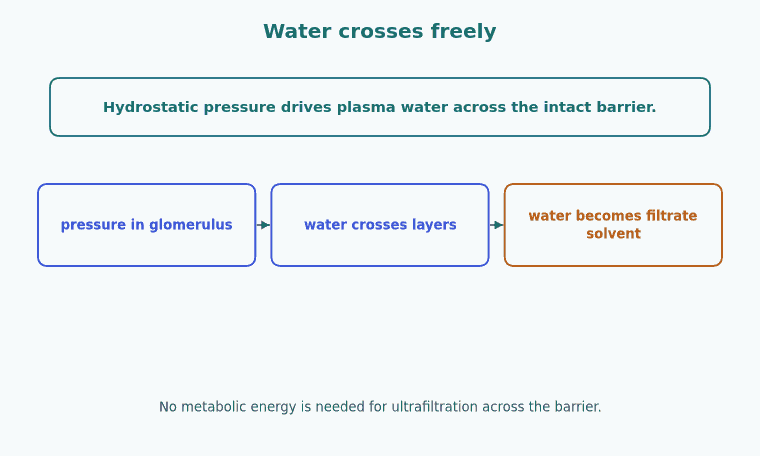 Water crosses freely
Hydrostatic pressure drives plasma water across the intact barrier.
pressure in glomerulus
water crosses layers
water becomes filtrate
solvent
No metabolic energy is needed for ultrafiltration across the barrier.